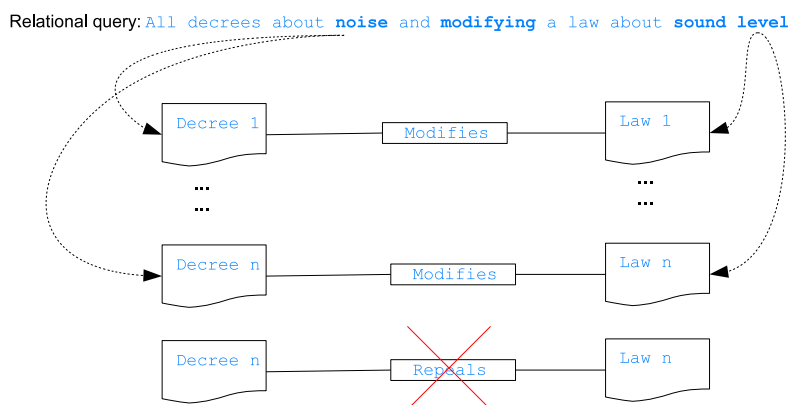 Relational query: All decrees about noise and modifying a law about sound level
Decree 1 Modifies Law 1
... ...
... ...
Decree n Modifies Law n
Decree n Repeals Law n